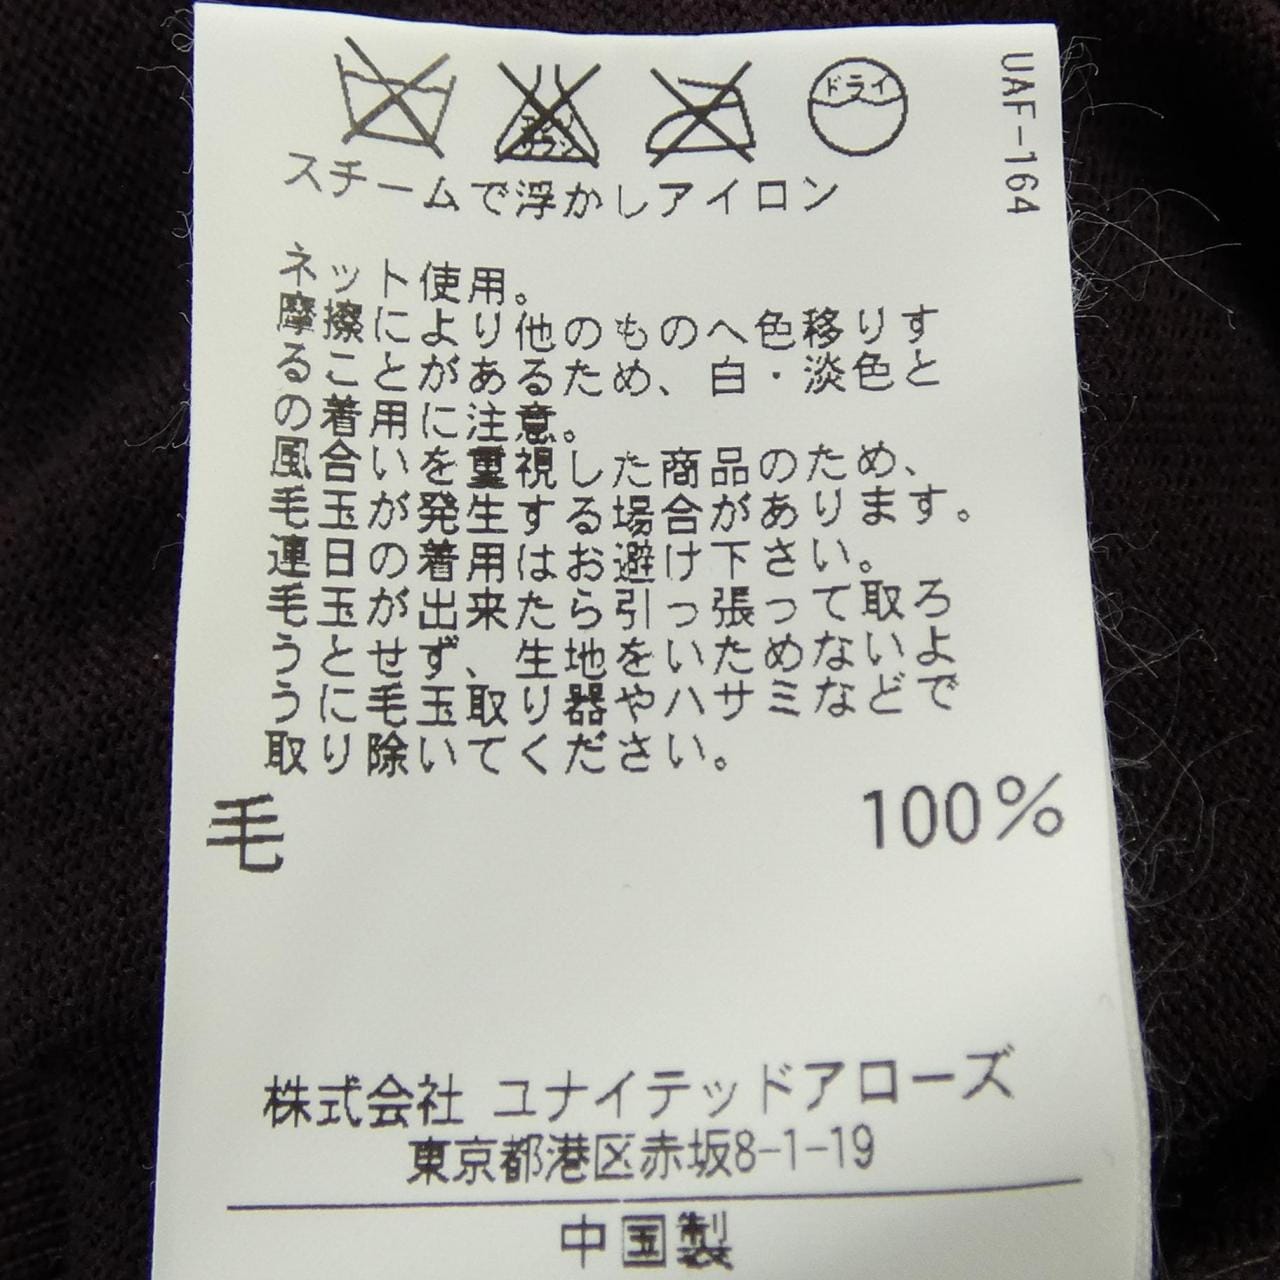 ドライ
UAF-164
スチームで浮かしアイロン
ネット使用。
摩擦により他のものへ色移りす
ることがあるため、白・淡色と
の着用に注意。
風合いを重視した商品のため、
毛玉が発生する場合があります。
連日の着用はお避け下さい。
毛玉が出来たら引っ張って取ろ
うとせず、生地をいためないよ
うに毛玉取り器やハサミなどで
取り除いてください。
毛 100%
株式会社 ユナイテッドアローズ
東京都港区赤坂8-1-19
中国製